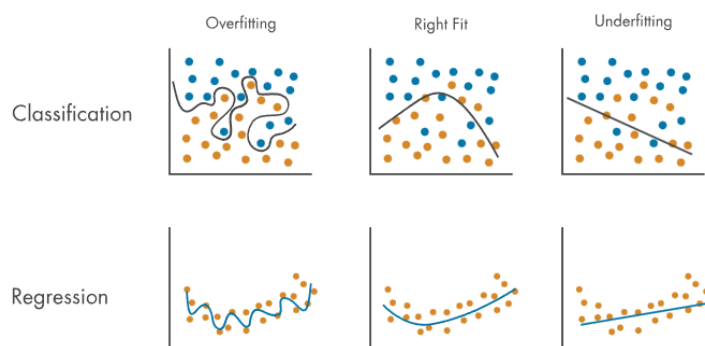 Overfitting
Right Fit
Underfitting
Classification
Regression